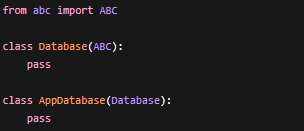 from abc import ABC

class Database(ABC):
    pass

class AppDatabase(Database):
    pass